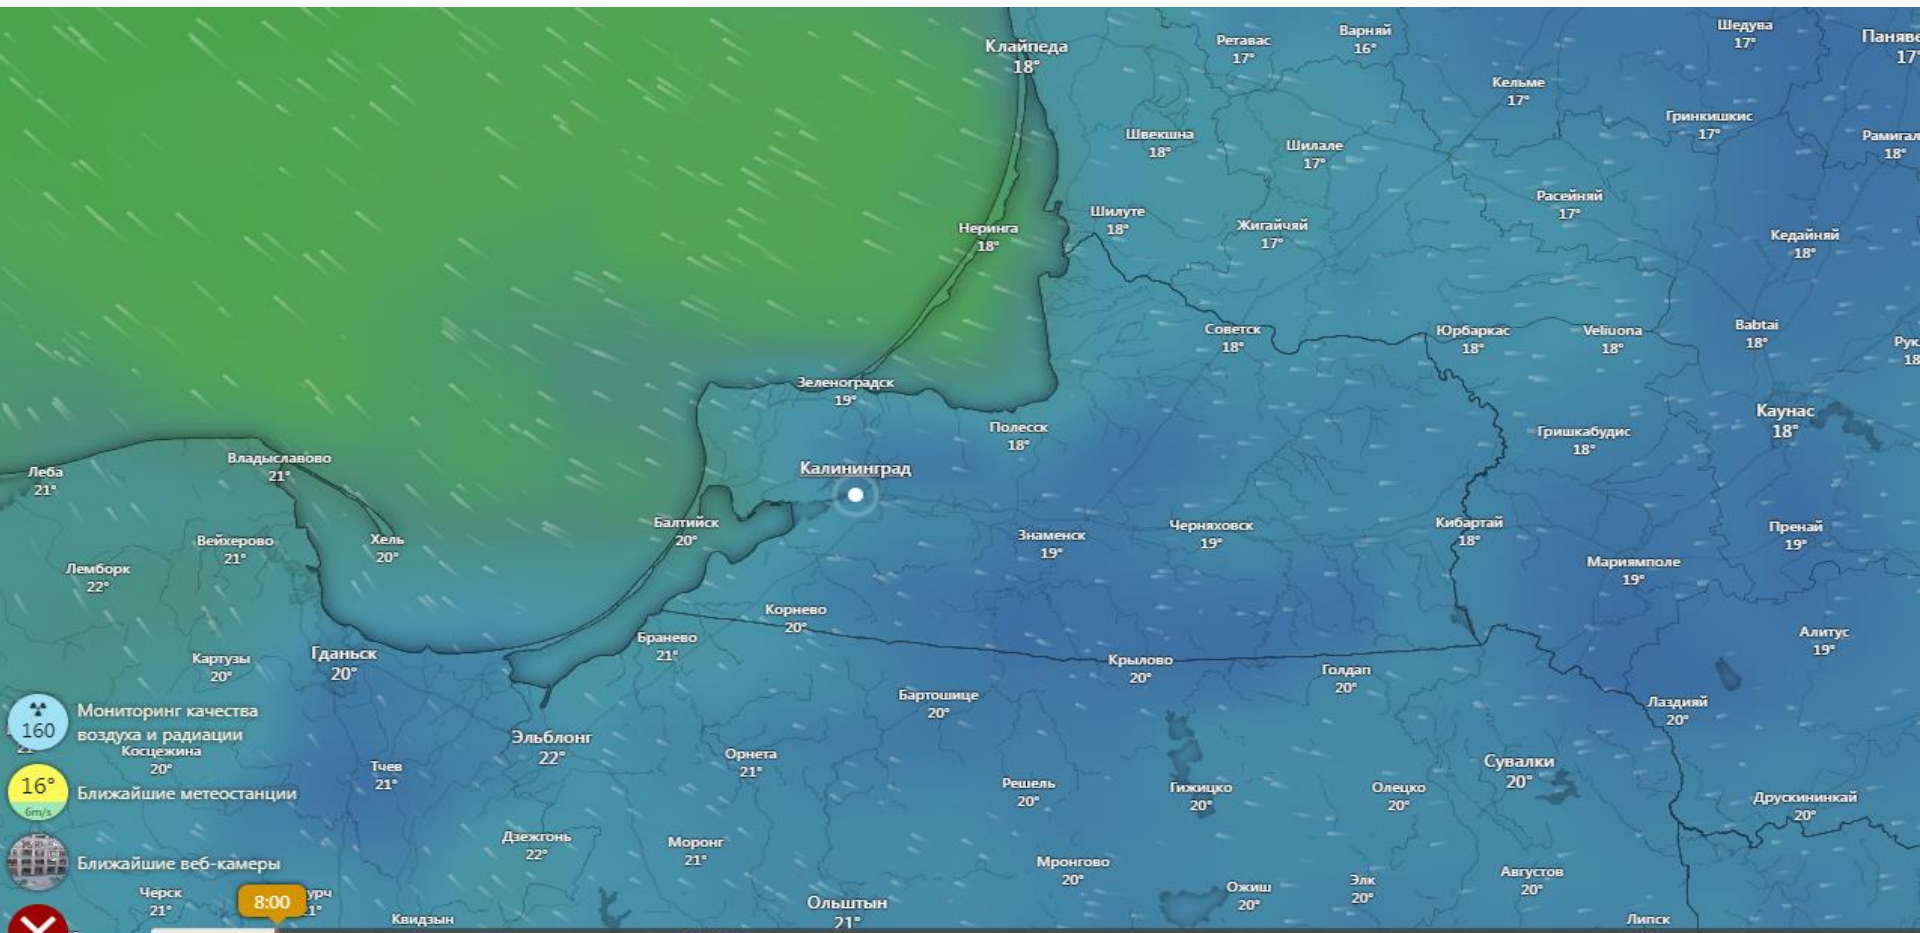 Клайпеда
18°
Ретавас
17°
Варняй
16°
Шедува
17°
17°
Кельме
17°
Гринкишкис
17°
18°
Швекшна
18°
Шилале
17°
Расейняй
17°
Шилуте
18°
Жигайчяй
17°
Неринга
18°
Кедайняй
18°
Советск
18°
Юрбаркас
18°
Veliuona
18°
Babtai
18°
Рук
18
Зеленоградск
19°
Полесск
18°
Каунас
18°
Гришкабудис
18°
Леба
21°
Владыславово
21°
Калининград
Вейхерово
21°
Хель
20°
Балтийск
20°
Знаменск
19°
Черняховск
19°
Кибартай
18°
Пренай
19°
Лемборк
22°
Мариямполе
19°
Корнево
20°
Бранево
21°
Алитус
19°
Картузы
20°
Гданьск
20°
Крылово
20°
Голдап
20°
Бартошице
20°
Лаздияй
20°
160
Мониторинг качества
воздуха и радиации
Косцежина
20°
Эльблонг
22°
Орнета
21°
Тчев
21°
Сувалки
20°
16°
6m/s
Ближайшие метеостанции
Решель
20°
Гижицко
20°
Олецко
20°
Друскининкай
20°
Дзежгонь
22°
Моронг
21°
Ближайшие веб-камеры
Мронгово
20°
Августов
20°
Черск
21°
8:00
урч
1°
Ожиш
20°
Элк
20°
Квидзын
Ольштын
21°
Липск